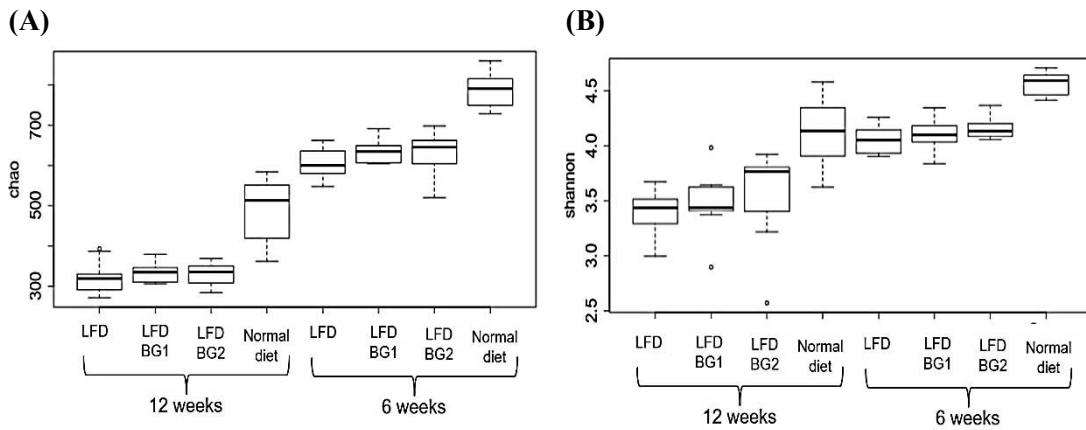 (A)
chao
700
500
300
LFD
LFD
BG1
LFD
BG2
Normal
diet
LFD
LFD
BG1
LFD
BG2
Normal
diet
12 weeks
6 weeks
(B)
shannon
4.5
4.0
3.5
3.0
2.5
LFD
LFD
BG1
LFD
BG2
Normal
diet
LFD
LFD
BG1
LFD
BG2
Normal
diet
12 weeks
6 weeks